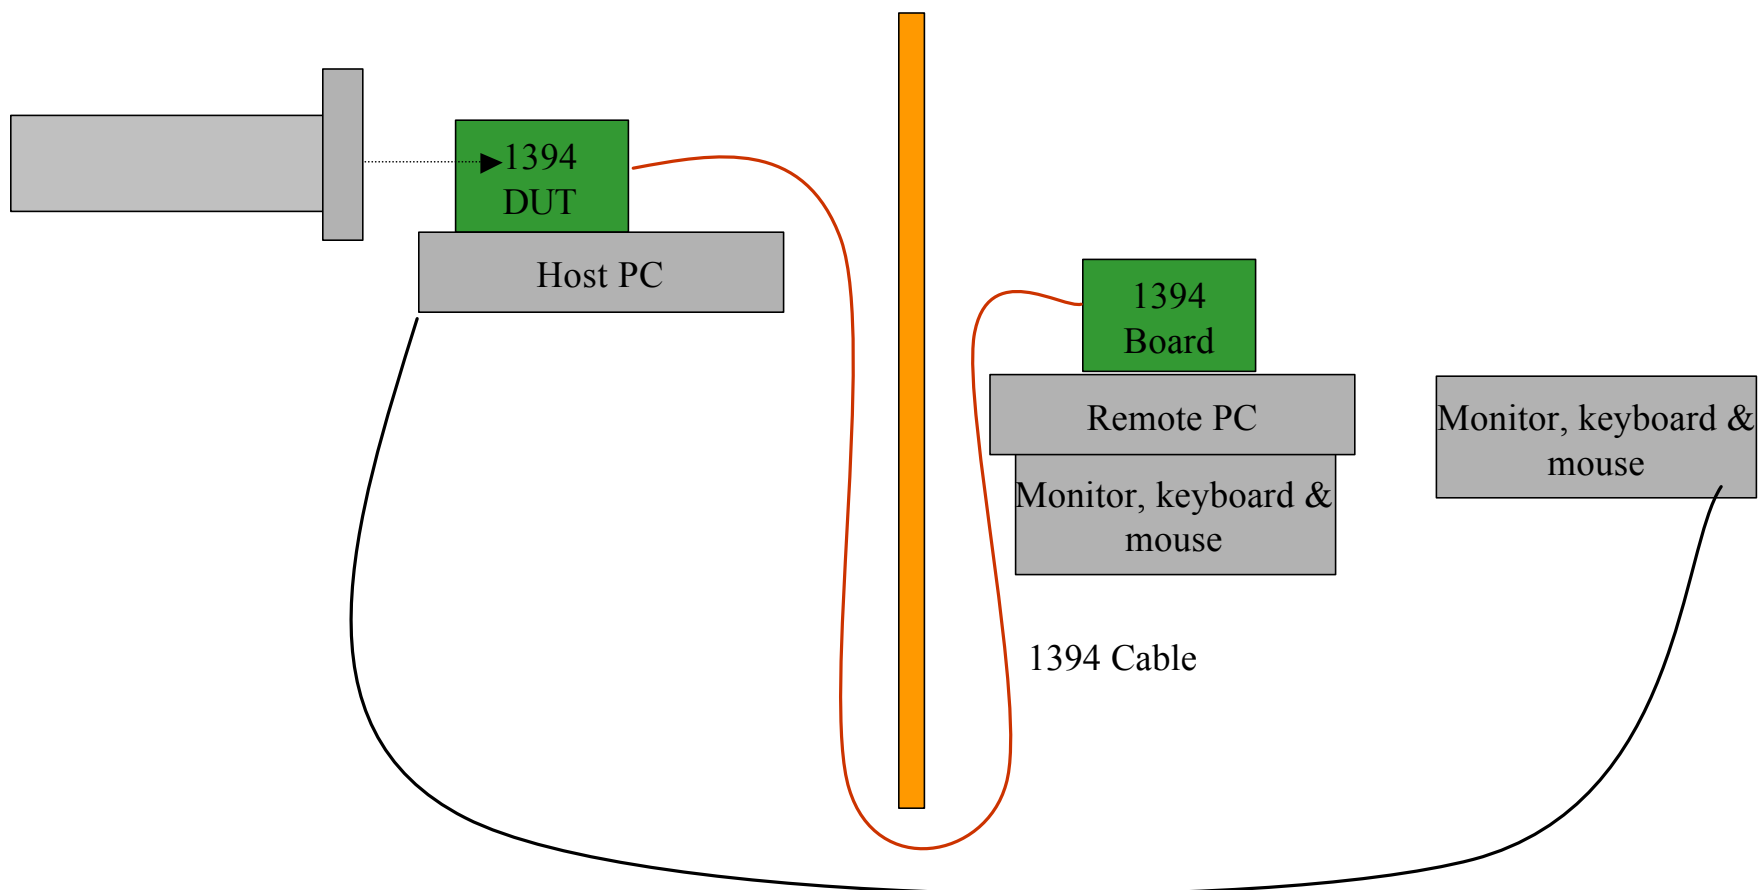 1394
DUT
Host PC
1394
Board
Remote PC
Monitor, keyboard &
mouse
Monitor, keyboard &
mouse
1394 Cable